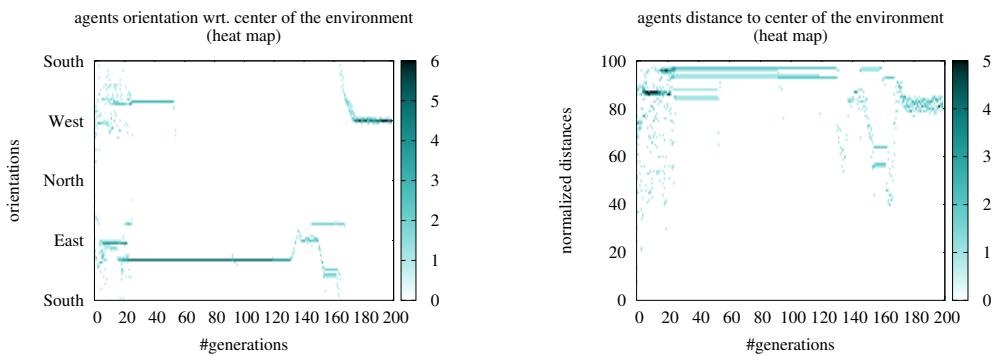 agents orientation wrt. center of the environment
(heat map)
South
West
North
East
South
orientations
0 20 40 60 80 100 120 140 160 180 200
#generations
6
5
4
3
2
1
0
agents distance to center of the environment
(heat map)
100
80
60
40
20
0
normalized distances
0 20 40 60 80 100 120 140 160 180 200
#generations
5
4
3
2
1
0